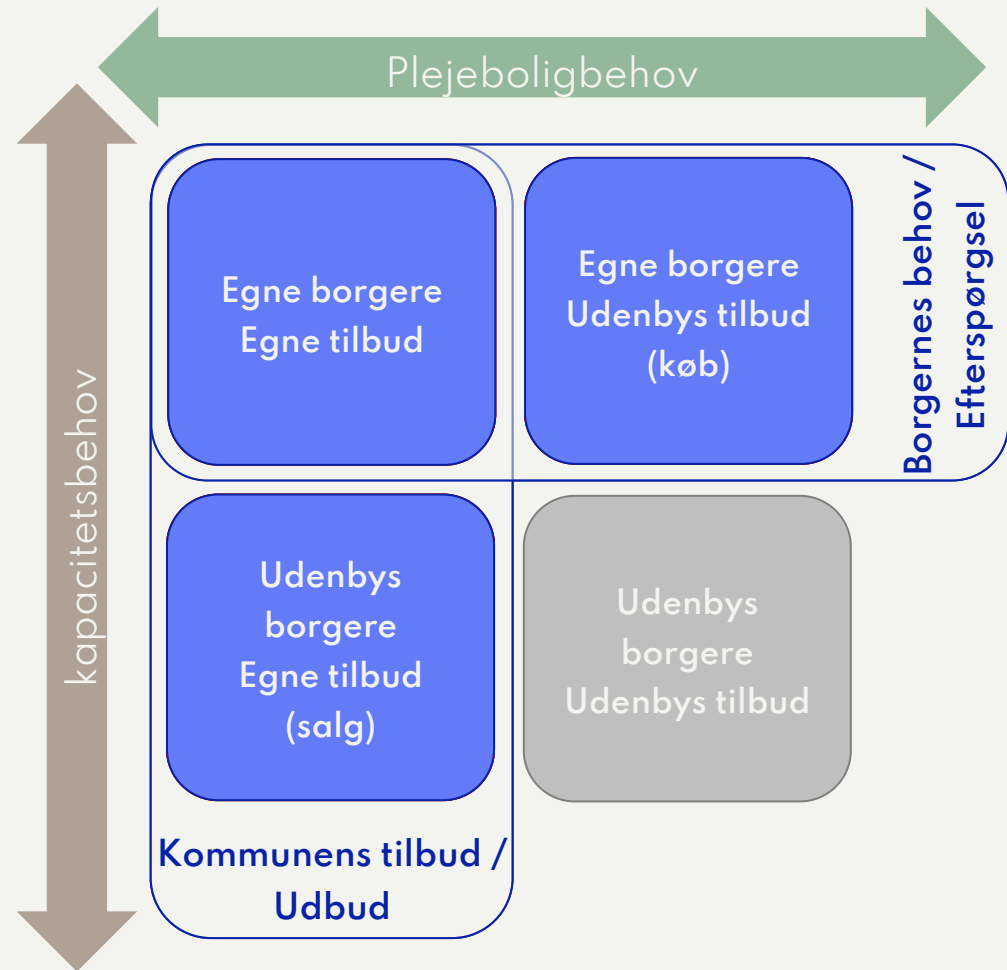 Plejeboligbehov
kapacitetsbehov
Egne borgere
Egne tilbud
Egne borgere
Udenbys tilbud
(køb)
Borgernes behov /
Efterspørgsel
Udenbys
borgere
Egne tilbud
(salg)
Udenbys
borgere
Udenbys tilbud
Kommunens tilbud /
Udbud